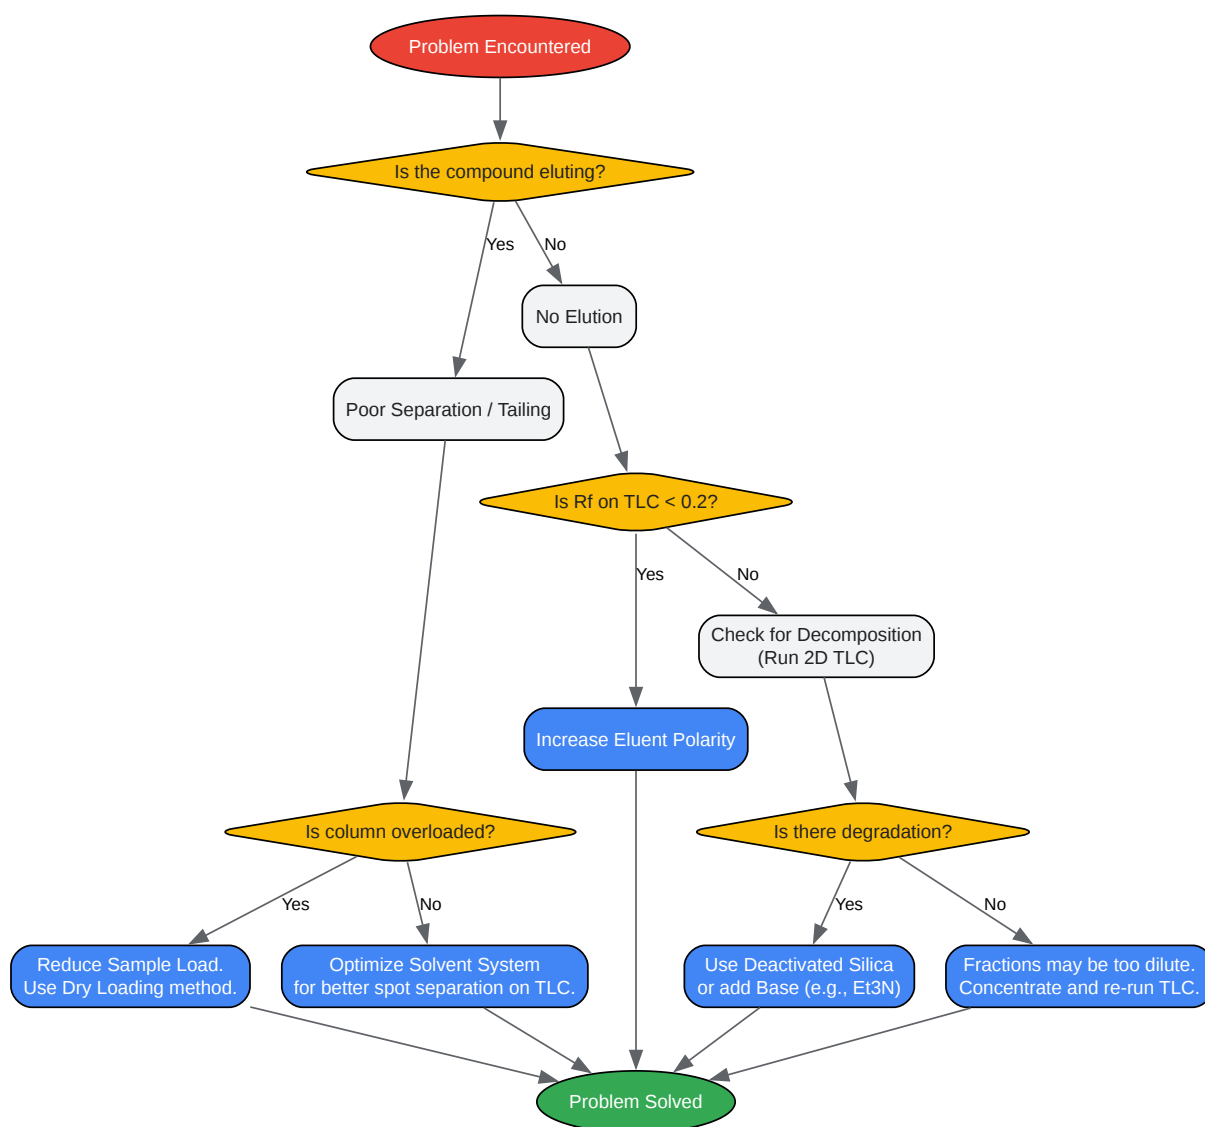 Problem Encountered
Is the compound eluting?
Yes
No
No Elution
Poor Separation / Tailing
Is Rf on TLC < 0.2?
Yes
No
Check for Decomposition
(Run 2D TLC)
Increase Eluent Polarity
Is column overloaded?
Is there degradation?
Yes
No
Yes
No
Reduce Sample Load.
Use Dry Loading method.
Optimize Solvent System
for better spot separation on TLC.
Use Deactivated Silica
or add Base (e.g., Et3N)
Fractions may be too dilute.
Concentrate and re-run TLC.
Problem Solved